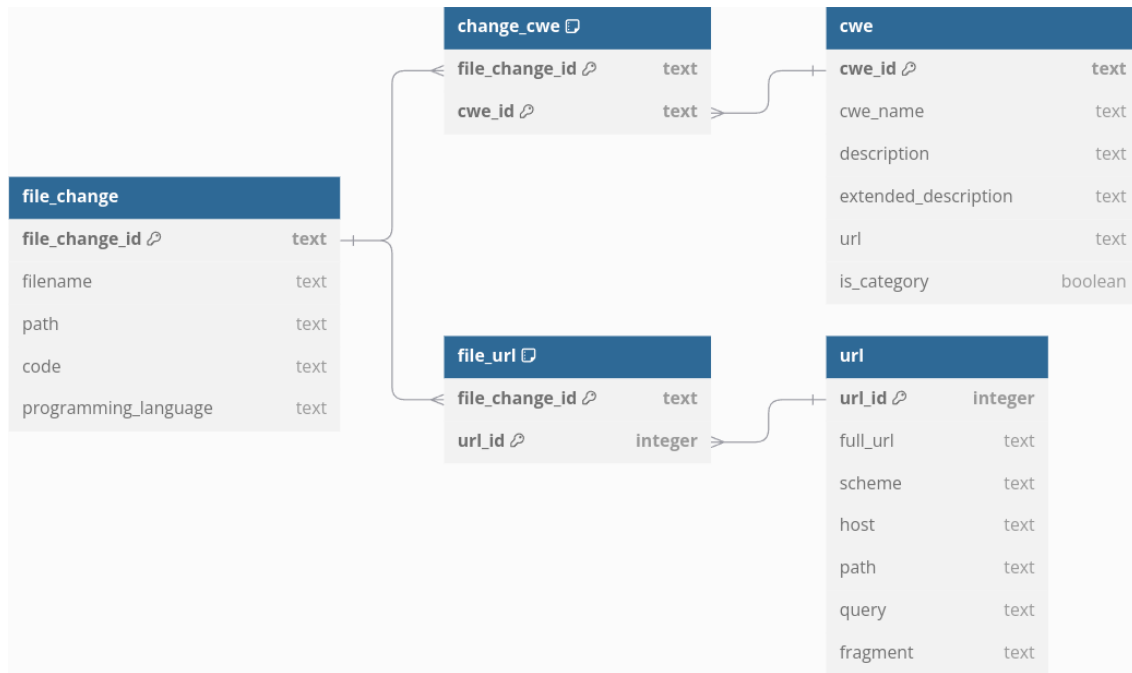 change_cwe
file_change_id text
cwe_id text
cwe
cwe_id text
cwe_name text
description text
extended_description text
url text
is_category boolean
file_change
file_change_id text
filename text
path text
code text
programming_language text
file_url
file_change_id text
url_id integer
url
url_id integer
full_url text
scheme text
host text
path text
query text
fragment text